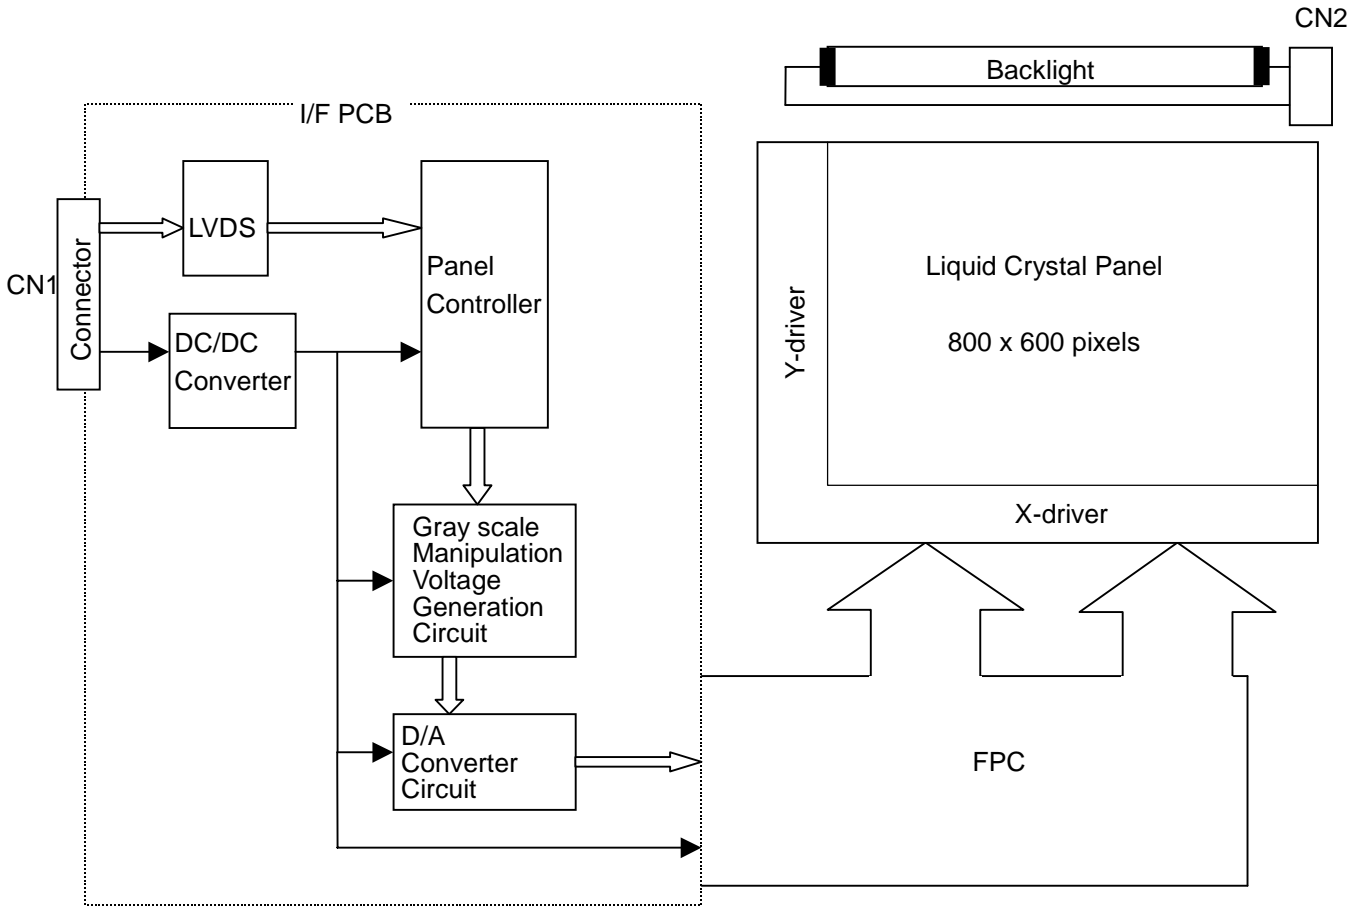 CN2
Backlight
I/F PCB
LVDS
Panel
Controller
CN1
Connector
DC/DC
Converter
Liquid Crystal Panel
800 x 600 pixels
Y-driver
X-driver
Gray scale
Manipulation
Voltage
Generation
Circuit
D/A
Converter
Circuit
FPC